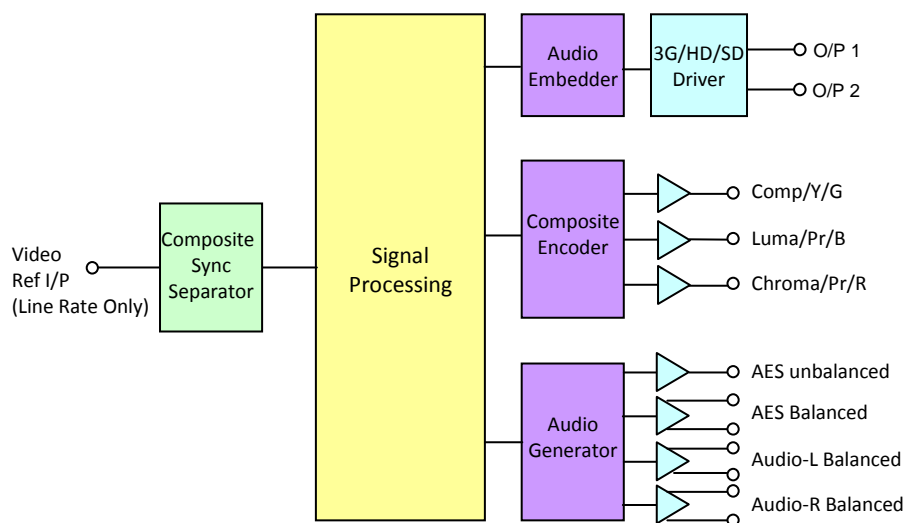 Video
Ref I/P
(Line Rate Only)
Composite
Sync
Separator
Signal
Processing
Audio
Embedder
3G/HD/SD
Driver
O/P 1
O/P 2
Composite
Encoder
Comp/Y/G
Luma/Pr/B
Chroma/Pr/R
Audio
Generator
AES unbalanced
AES Balanced
Audio-L Balanced
Audio-R Balanced